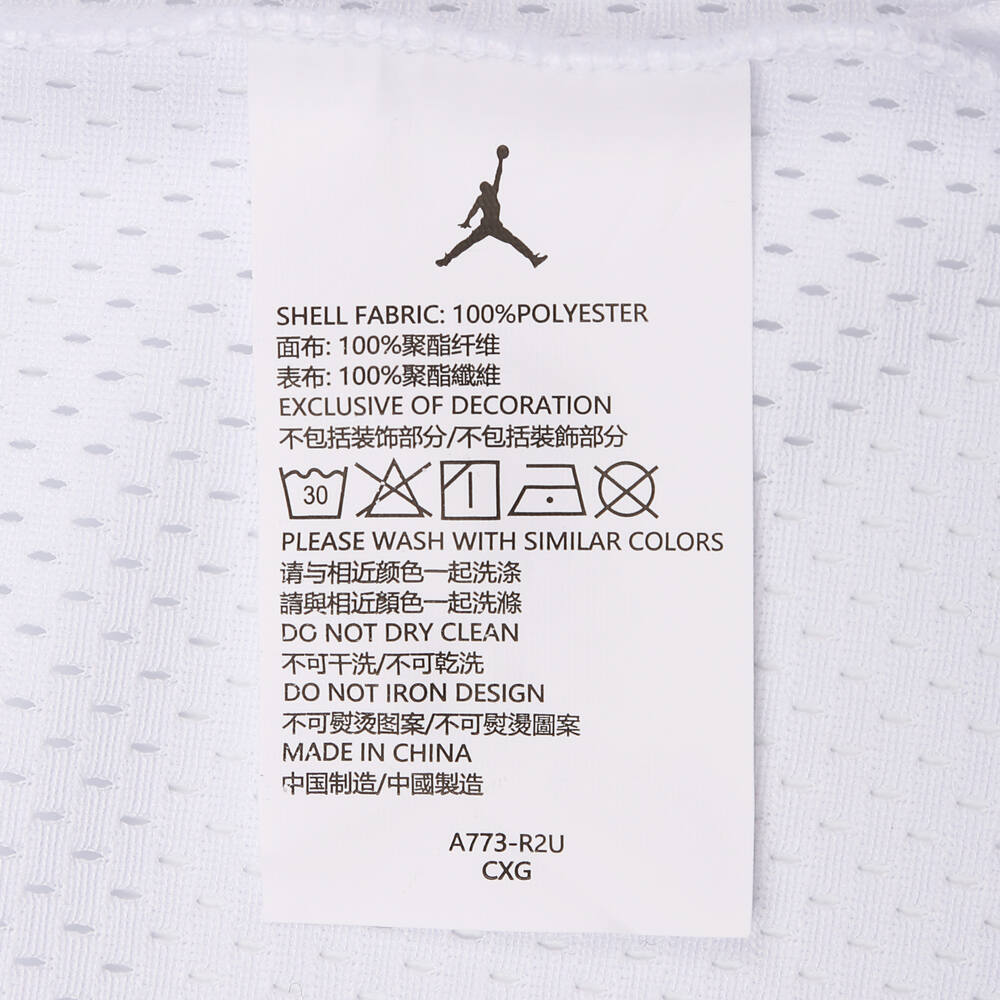 SHELL FABRIC: 100%POLYESTER
面布: 100%聚酯纤维
表布: 100%聚酯纖維
EXCLUSIVE OF DECORATION
不包括装饰部分/不包括裝飾部分
30
PLEASE WASH WITH SIMILAR COLORS
请与相近颜色一起洗涤
請與相近顏色一起洗滌
DO NOT DRY CLEAN
不可干洗/不可乾洗
DO NOT IRON DESIGN
不可熨烫图案/不可熨燙圖案
MADE IN CHINA
中国制造/中國製造
A773-R2U
CXG